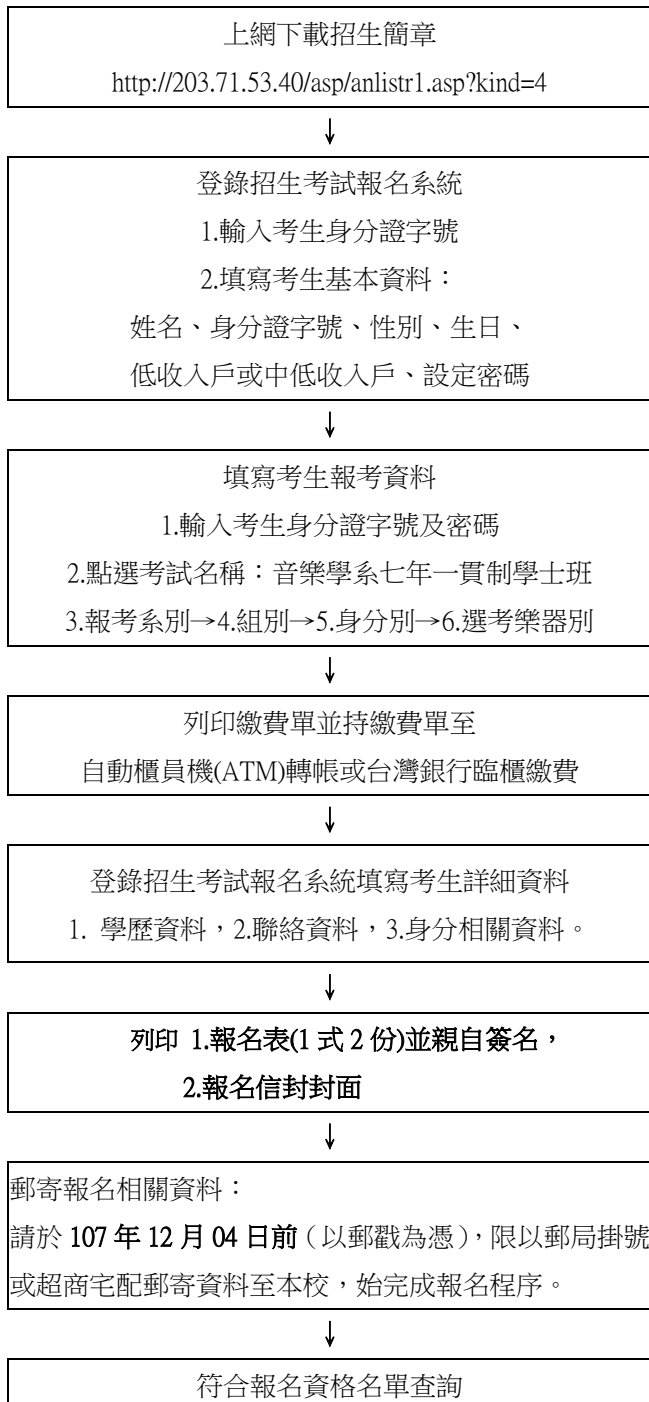 上網下載招生簡章
http://203.71.53.40/asp/anlistr1.asp?kind=4
↓
登錄招生考試報名系統
1.輸入考生身分證字號
2.填寫考生基本資料：
姓名、身分證字號、性別、生日、
低收入戶或中低收入戶、設定密碼
↓
填寫考生報考資料
1.輸入考生身分證字號及密碼
2.點選考試名稱：音樂學系七年一貫制學士班
3.報考系別→4.組別→5.身分別→6.選考樂器別
↓
列印繳費單並持繳費單至
自動櫃員機(ATM)轉帳或台灣銀行臨櫃繳費
↓
登錄招生考試報名系統填寫考生詳細資料
1. 學歷資料，2.聯絡資料，3.身分相關資料。
↓
列印 1.報名表(1 式 2 份)並親自簽名，
2.報名信封封面
↓
郵寄報名相關資料：
請於 107 年 12 月 04 日前（以郵戳為憑），限以郵局掛號
或超商宅配郵寄資料至本校，始完成報名程序。
↓
符合報名資格名單查詢